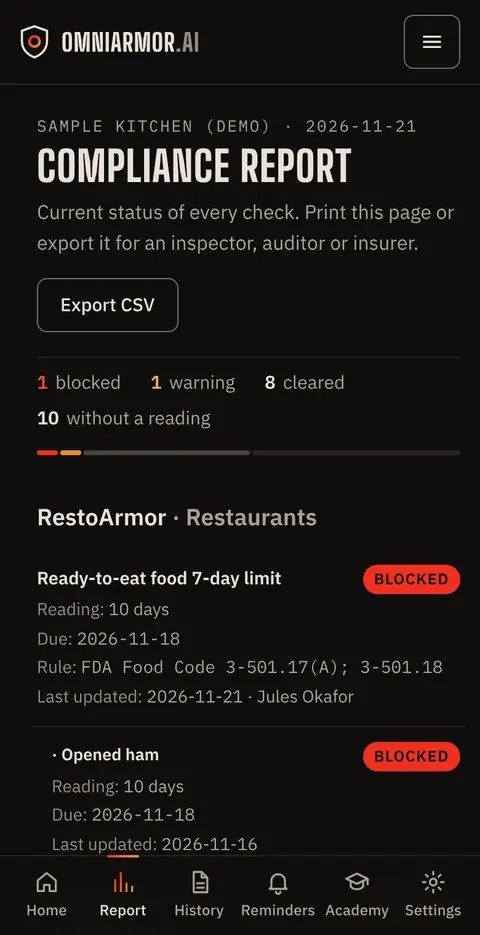 OMNIARMOR.AI
SAMPLE KITCHEN (DEMO) · 2026-11-21
COMPLIANCE REPORT
Current status of every check. Print this page or
export it for an inspector, auditor or insurer.
Export CSV
1 blocked 1 warning 8 cleared
10 without a reading
RestoArmor · Restaurants
Ready-to-eat food 7-day limit BLOCKED
Reading: 10 days
Due: 2026-11-18
Rule: FDA Food Code 3-501.17(A); 3-501.18
Last updated: 2026-11-21 · Jules Okafor
· Opened ham BLOCKED
Reading: 10 days
Due: 2026-11-18
Last updated: 2026-11-16
Home Report History Reminders Academy Settings